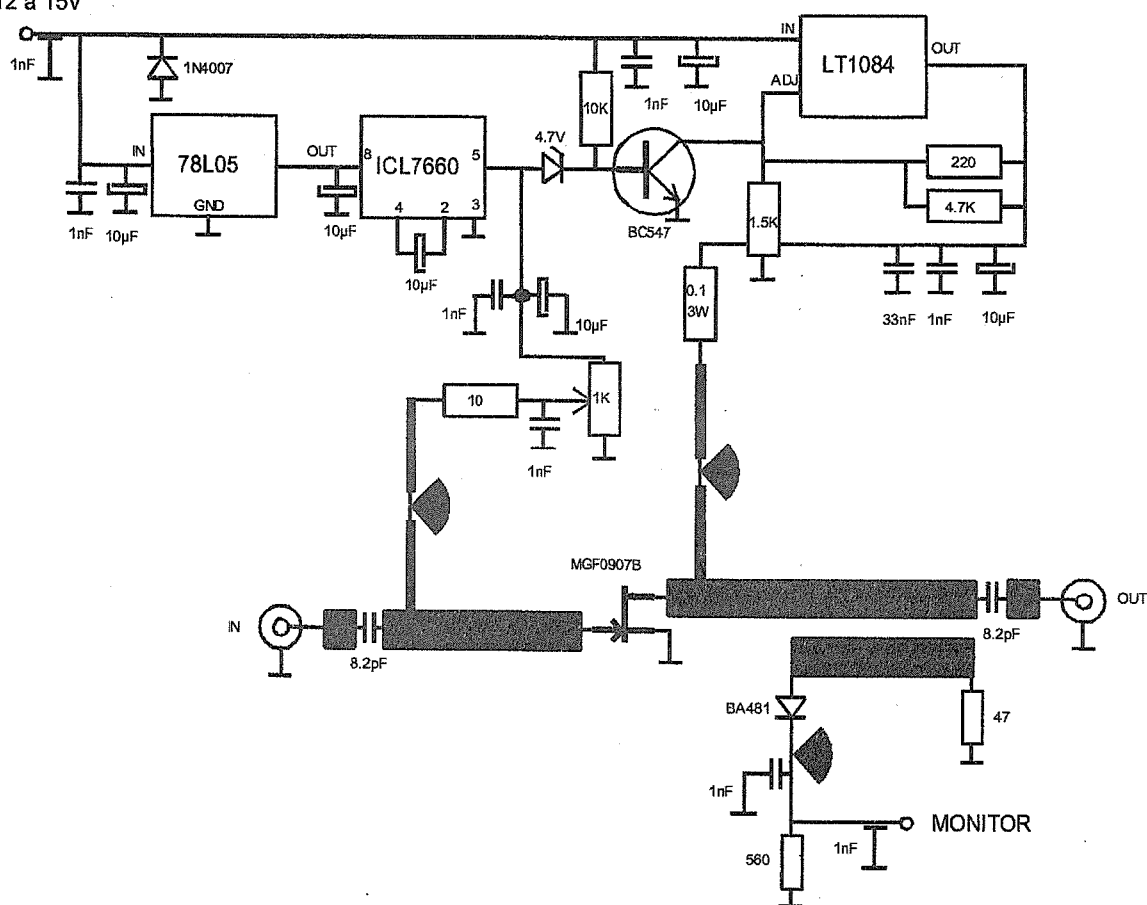 12 à 15V
IN
OUT
LT1084
ADJ
1nF
1N4007
1nF
10µF
10K
4.7V
78L05
IN
OUT
GND
8
ICL7660
5
4
2
3
BC547
220
4.7K
1.5K
1nF
10µF
10µF
10µF
0.1
3W
33nF
1nF
10µF
1nF
10µF
10
1K
1nF
MGF0907B
IN
OUT
8.2pF
8.2pF
BA481
47
1nF
MONITOR
560
1nF